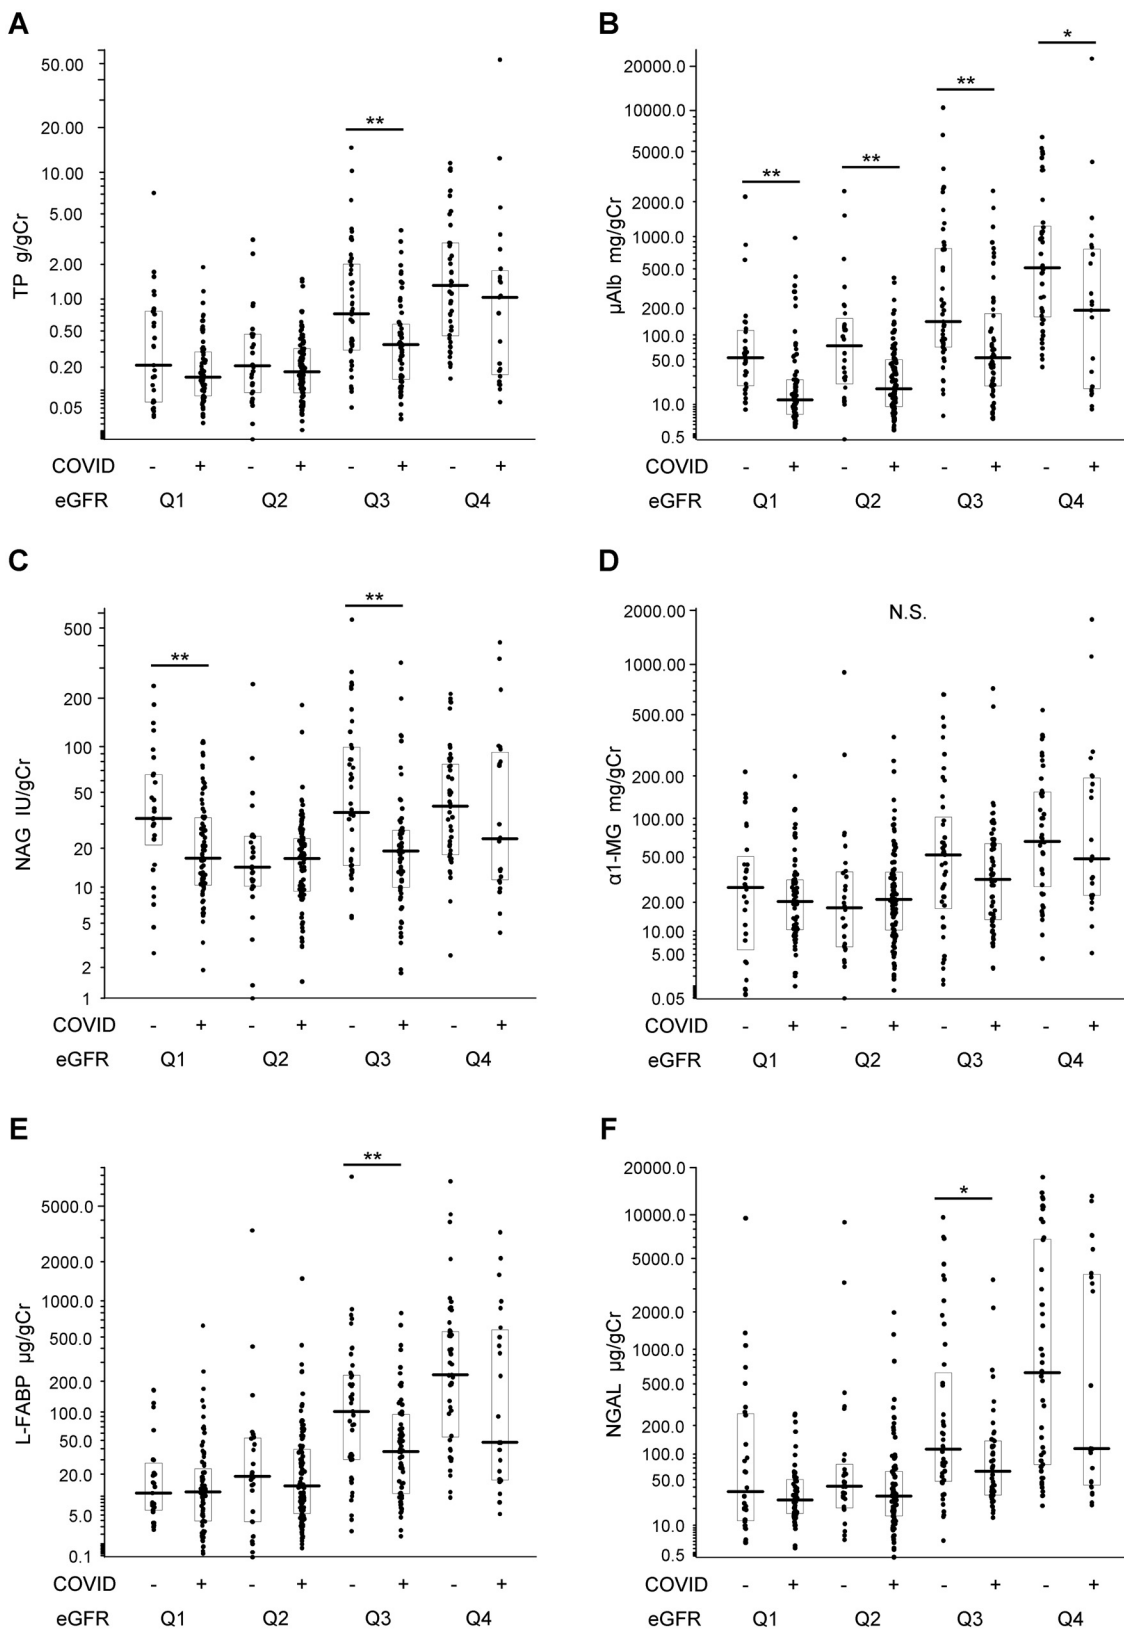 A
TP g/gCr
50.00
20.00
10.00
5.00
2.00
1.00
0.50
0.20
0.05
**
COVID - + - + - + - +
eGFR Q1 Q2 Q3 Q4
B
µAlb mg/gCr
20000.0
10000.0
5000.0
2000.0
1000.0
500.0
200.0
100.0
50.0
10.0
0.5
** ** ** *
COVID - + - + - + - +
eGFR Q1 Q2 Q3 Q4
C
NAG IU/gCr
500
200
100
50
20
10
5
2
1
** **
COVID - + - + - + - +
eGFR Q1 Q2 Q3 Q4
D
α1-MG mg/gCr
2000.00
1000.00
500.00
200.00
100.00
50.00
20.00
10.00
5.00
0.05
N.S.
COVID - + - + - + - +
eGFR Q1 Q2 Q3 Q4
E
L-FABP µg/gCr
5000.0
2000.0
1000.0
500.0
200.0
100.0
50.0
20.0
5.0
0.1
**
COVID - + - + - + - +
eGFR Q1 Q2 Q3 Q4
F
NGAL µg/gCr
20000.0
10000.0
5000.0
2000.0
1000.0
500.0
200.0
100.0
50.0
10.0
0.5
*
COVID - + - + - + - +
eGFR Q1 Q2 Q3 Q4